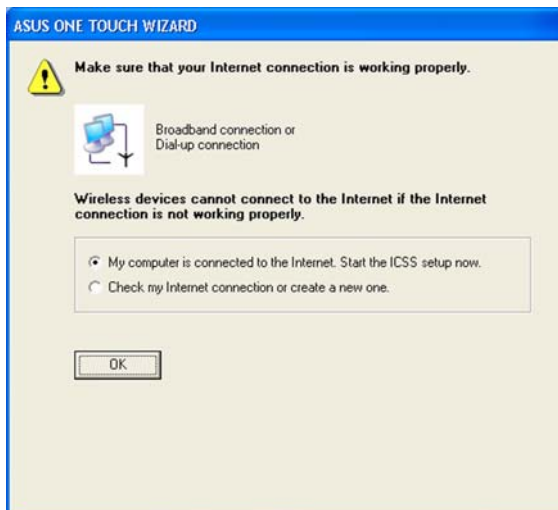 ASUS ONE TOUCH WIZARD
Make sure that your Internet connection is working properly.
Broadband connection or
Dial-up connection
Wireless devices cannot connect to the Internet if the Internet
connection is not working properly.
My computer is connected to the Internet. Start the ICSS setup now.
Check my Internet connection or create a new one.
OK